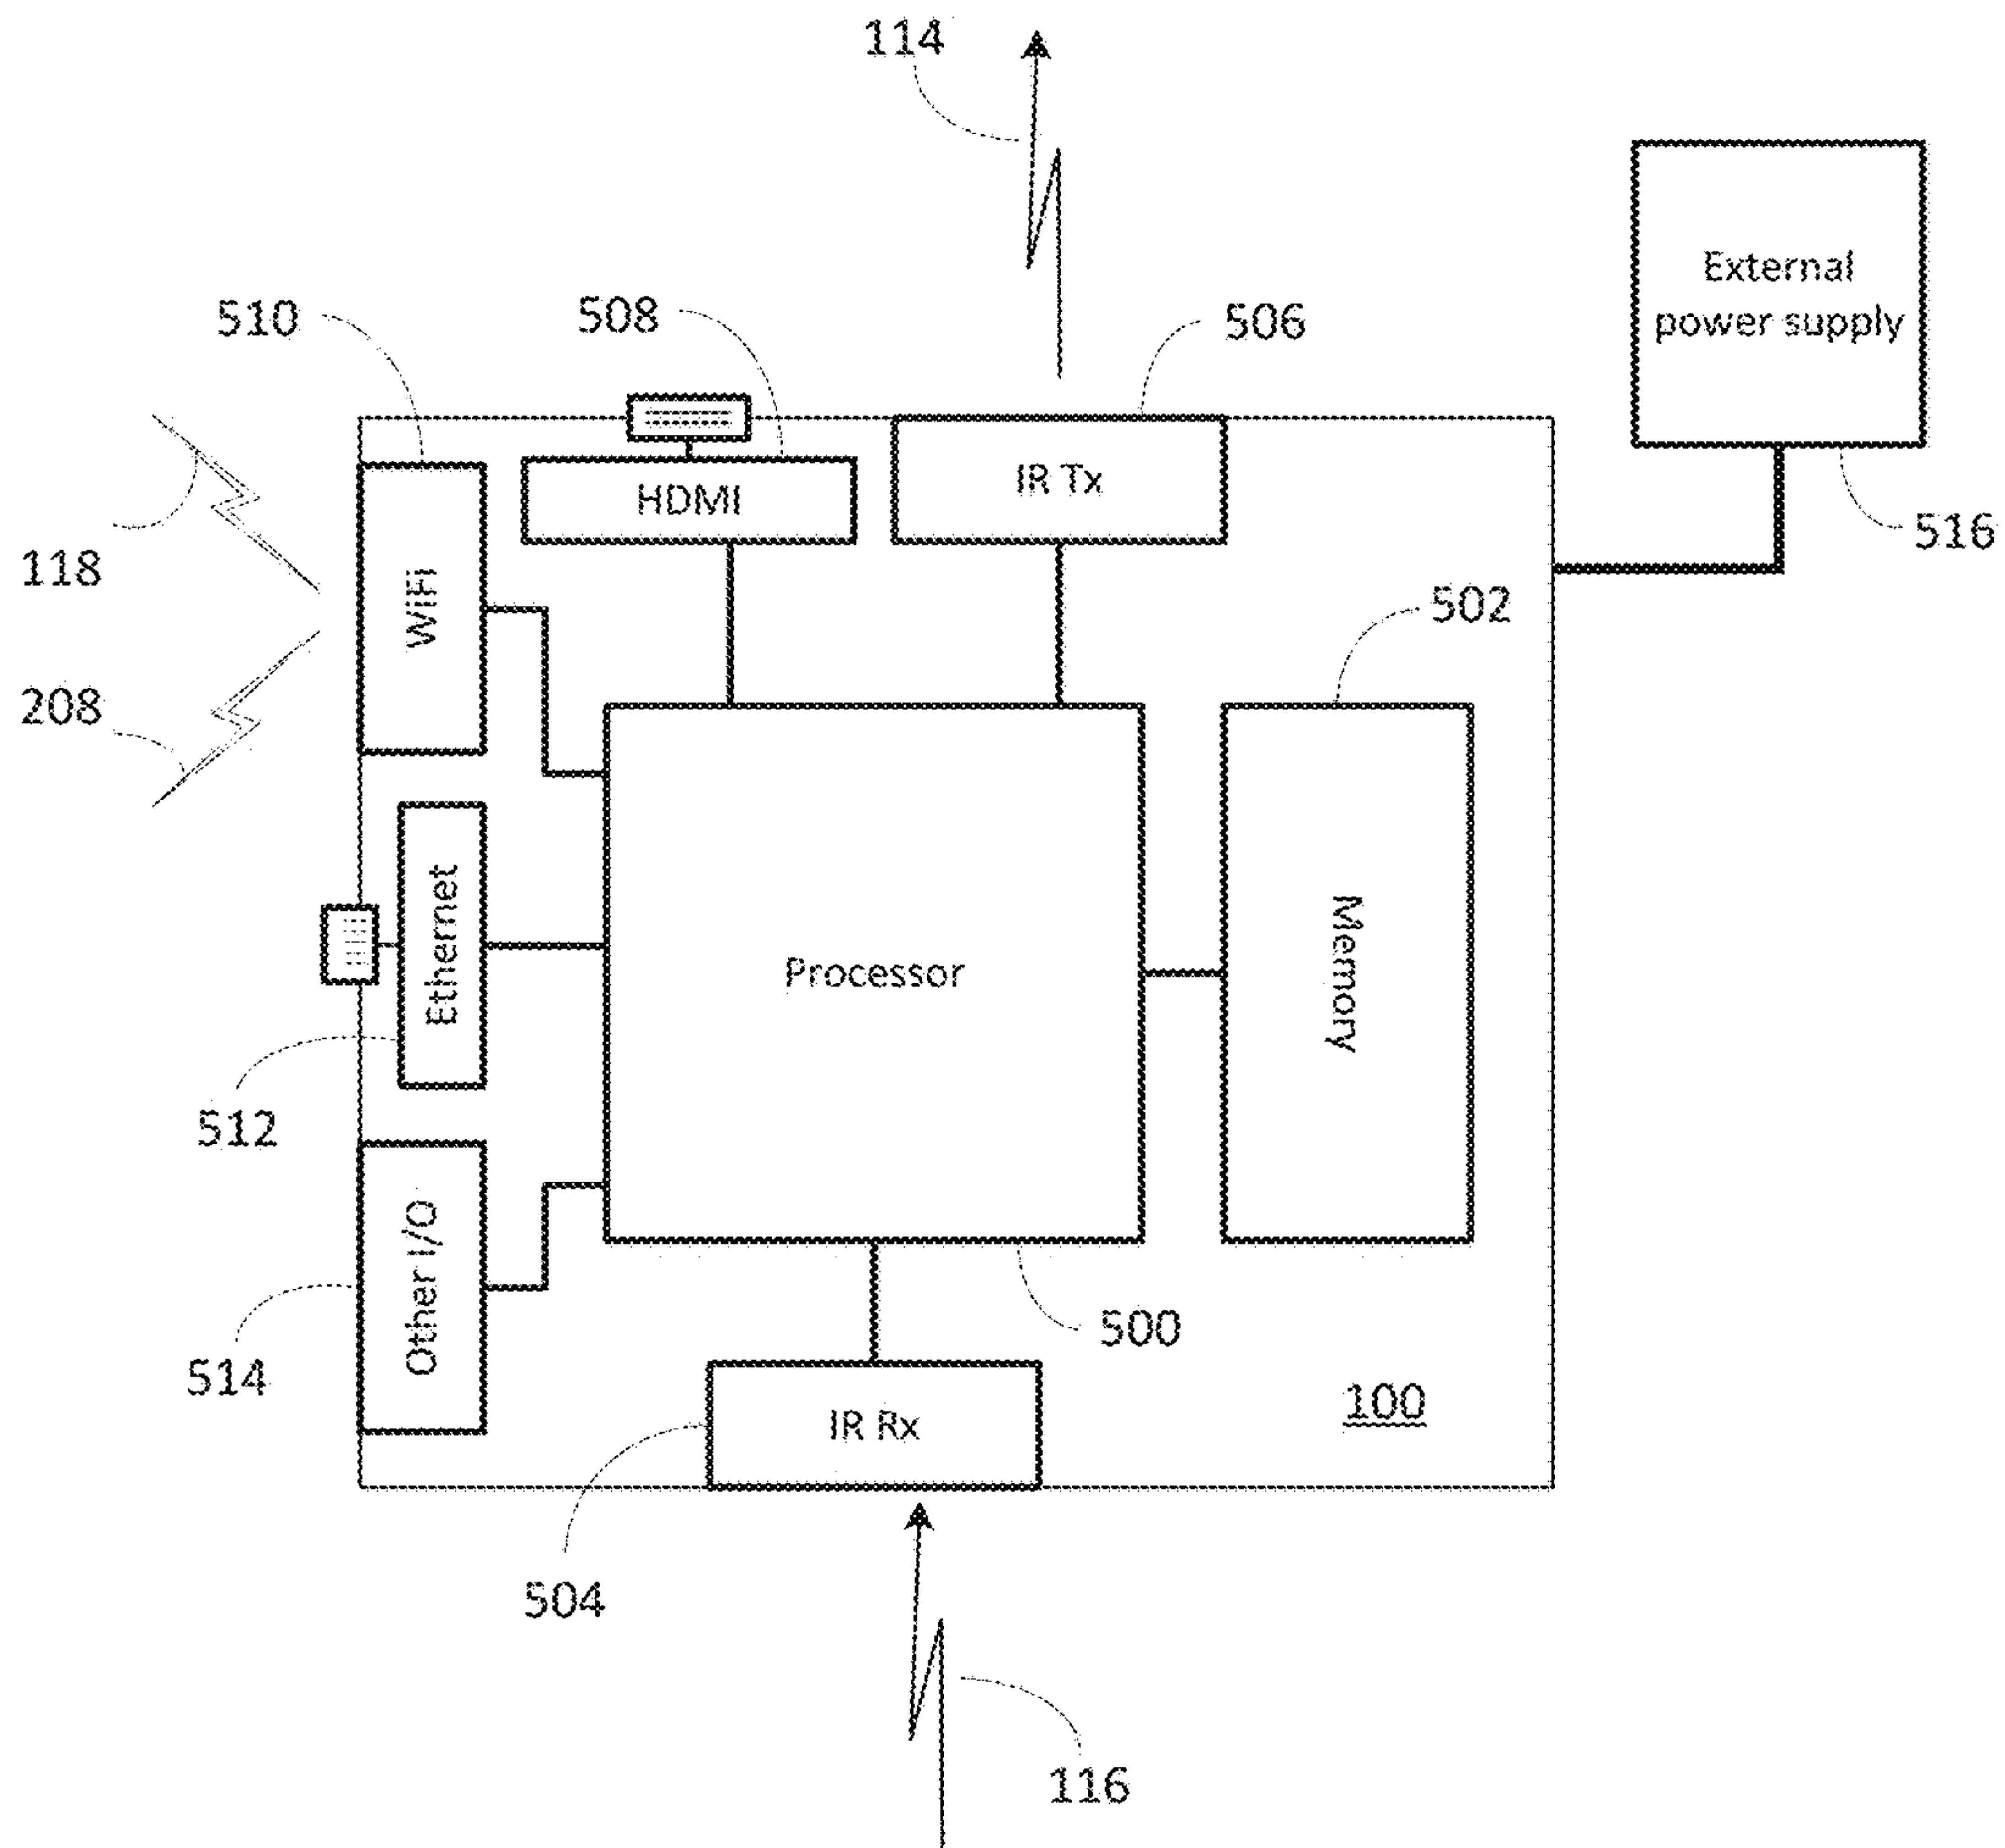 114
External
power supply
510
508
506
516
HDMI
IR Tx
118
WiFi
502
208
Ethernet
Processor
Memory
512
Other I/O
500
514
100
IR Rx
504
116